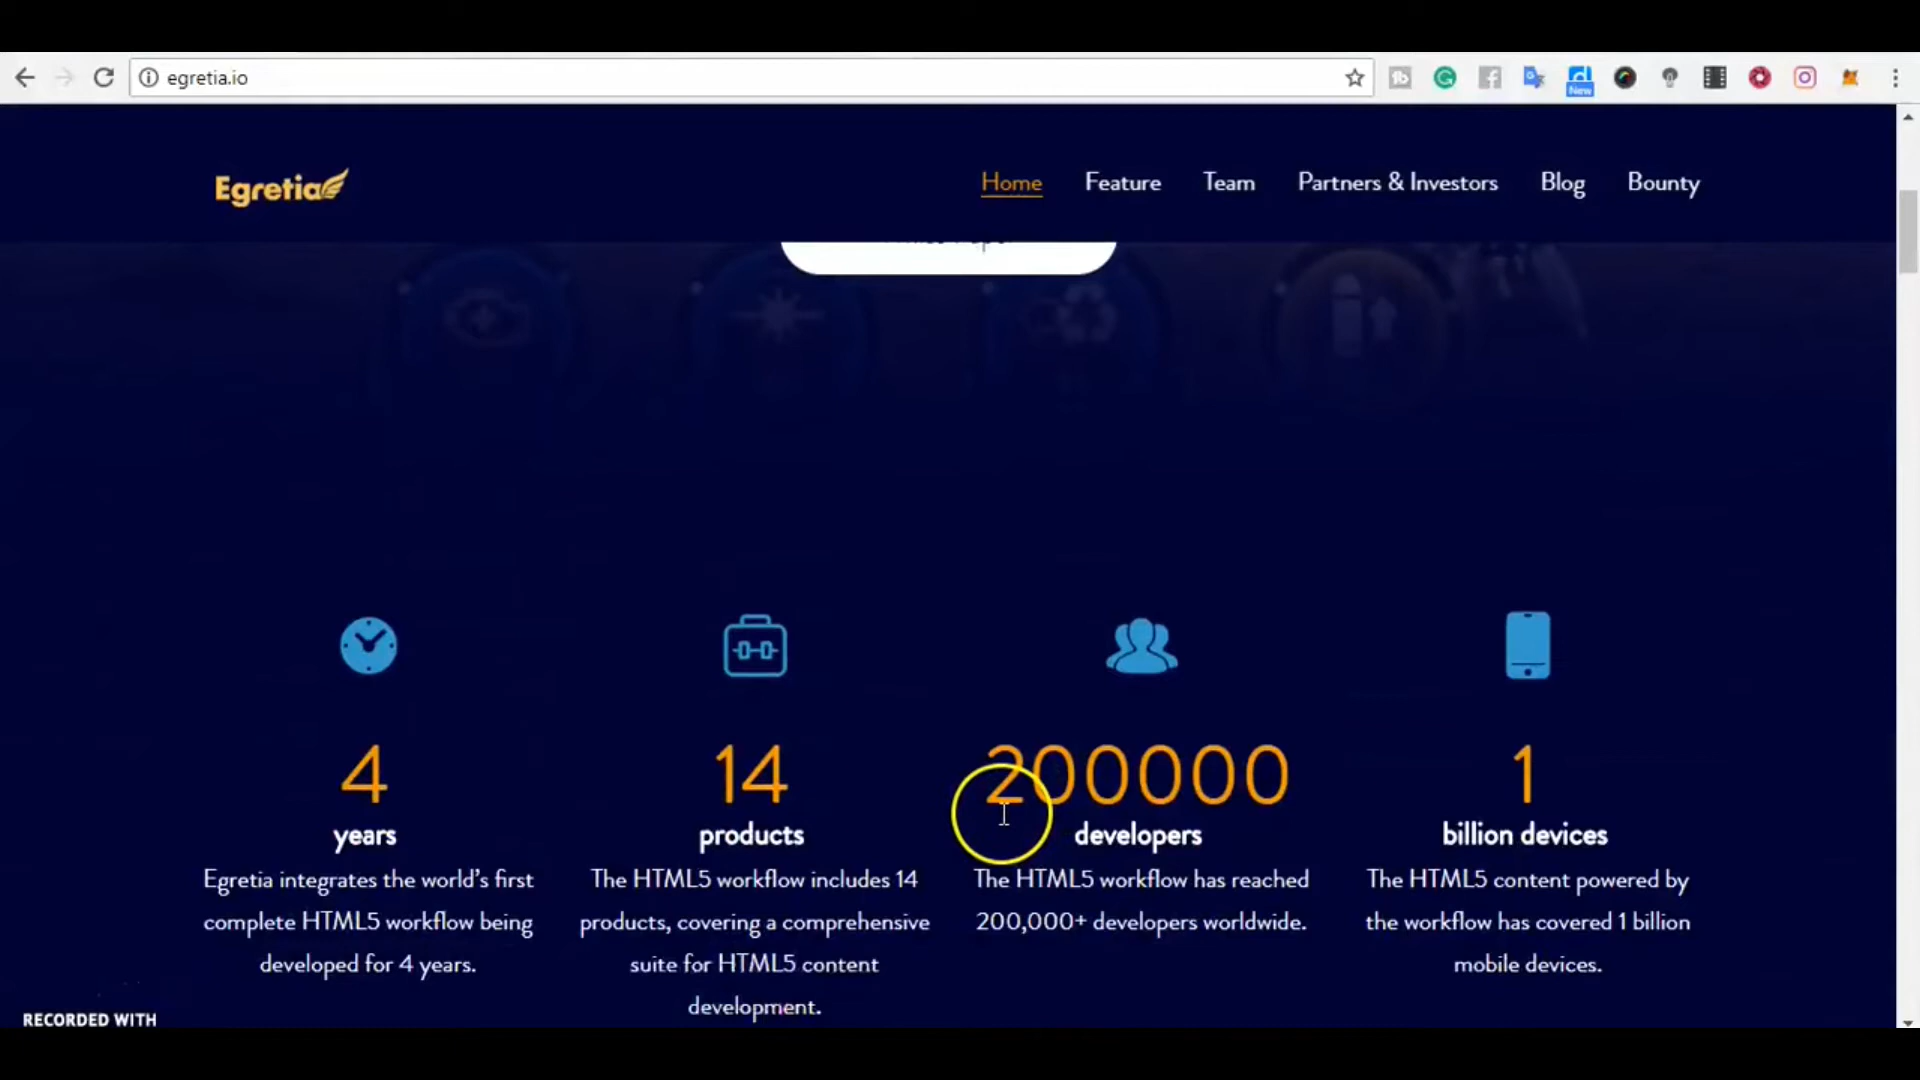 egretia.io
New
Egretia
Home Feature Team Partners & Investors Blog Bounty
4
years
Egretia integrates the world's first
complete HTML5 workflow being
developed for 4 years.
14
products
The HTML5 workflow includes 14
products, covering a comprehensive
suite for HTML5 content
development.
200000
developers
The HTML5 workflow has reached
200,000+ developers worldwide.
1
billion devices
The HTML5 content powered by
the workflow has covered 1 billion
mobile devices.
RECORDED WITH